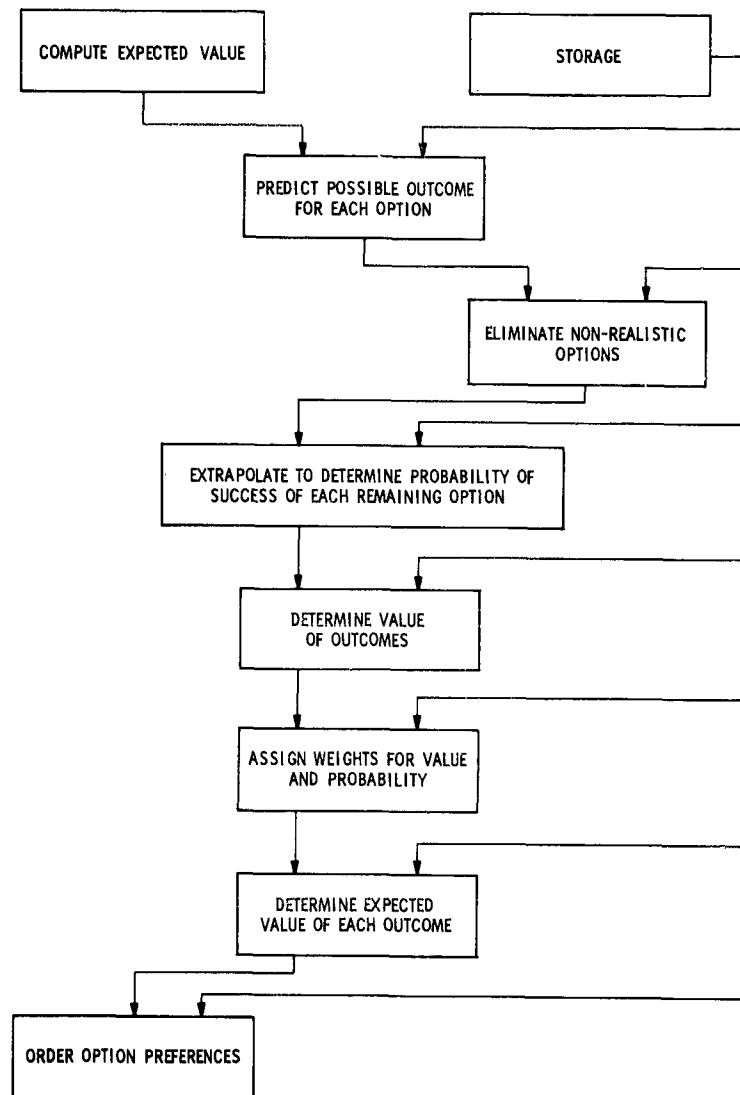 COMPUTE EXPECTED VALUE
STORAGE
PREDICT POSSIBLE OUTCOME
FOR EACH OPTION
ELIMINATE NON-REALISTIC
OPTIONS
EXTRAPOLATE TO DETERMINE PROBABILITY OF
SUCCESS OF EACH REMAINING OPTION
DETERMINE VALUE
OF OUTCOMES
ASSIGN WEIGHTS FOR VALUE
AND PROBABILITY
DETERMINE EXPECTED
VALUE OF EACH OUTCOME
ORDER OPTION PREFERENCES